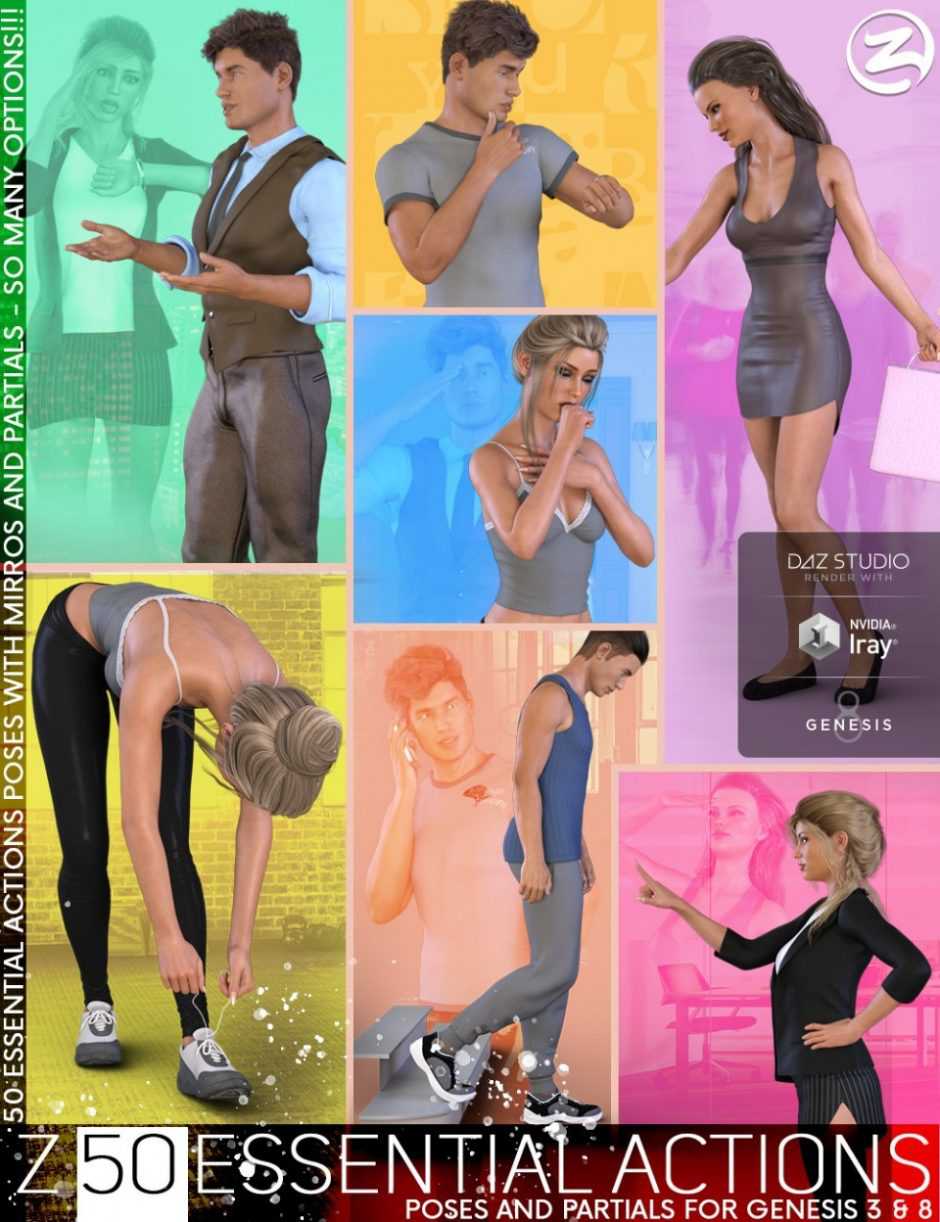 50 ESSENTIAL ACTIONS POSES WITH MIRROS AND PARTIALS - SO MANY OPTIONS!!!
Z
DAZ STUDIO
RENDER WITH
NVIDIA®
Iray®
8
GENESIS
Z 50 ESSENTIAL ACTIONS
POSES AND PARTIALS FOR GENESIS 3 & 8